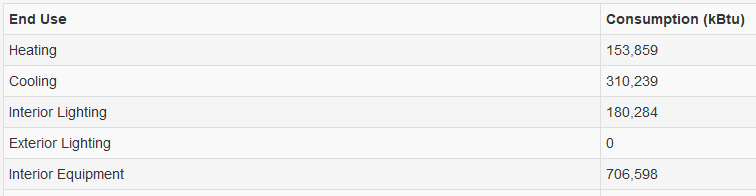 End Use Consumption (kBtu)
Heating 153,859
Cooling 310,239
Interior Lighting 180,284
Exterior Lighting 0
Interior Equipment 706,598